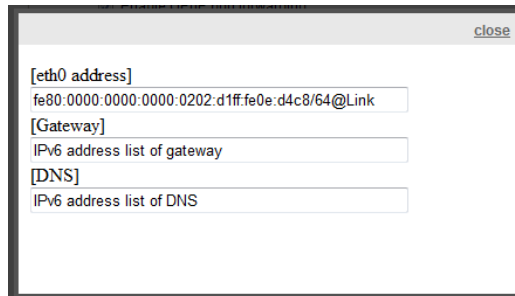 close
[eth0 address]
fe80:0000:0000:0000:0202:d1ff:fe0e:d4c8/64@Link
[Gateway]
IPv6 address list of gateway
[DNS]
IPv6 address list of DNS